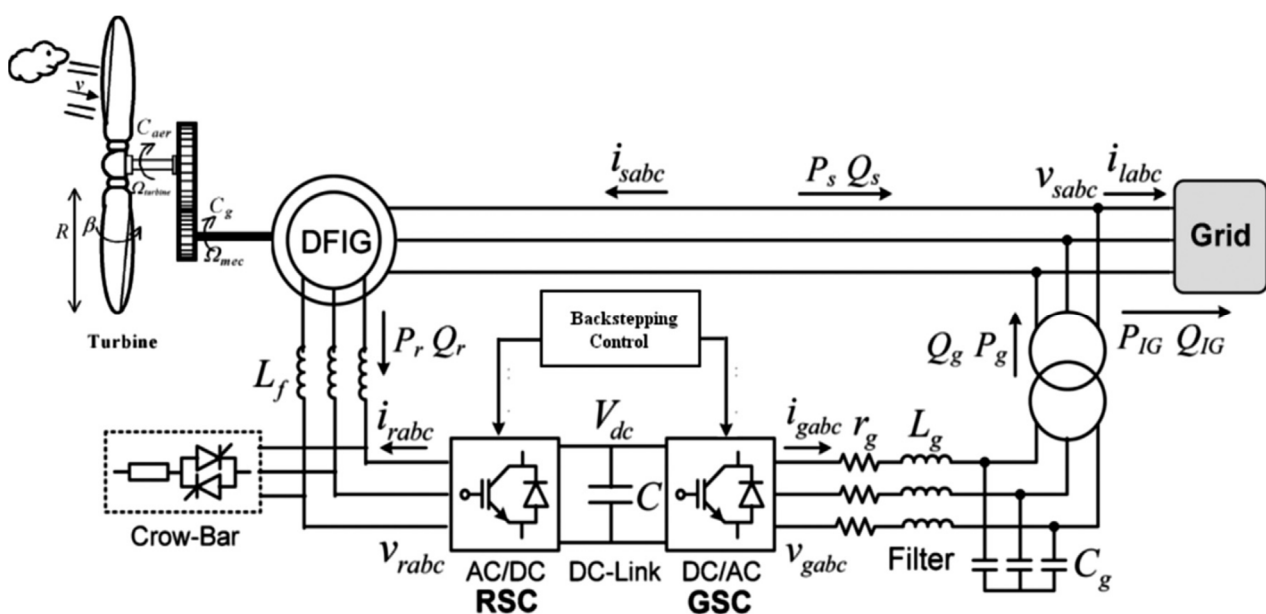 v
C_aer
Ω_turbine
R
β
C_g
Ω_mec
Turbine
DFIG
i_sabc
P_s Q_s
v_sabc
i_labc
Grid
P_r Q_r
Backstepping
Control
Q_g P_g
P_IG Q_IG
L_f
i_rabc
V_dc
i_gabc
r_g
L_g
C
Crow-Bar
v_rabc
AC/DC
RSC
DC-Link
DC/AC
GSC
v_gabc
Filter
C_g